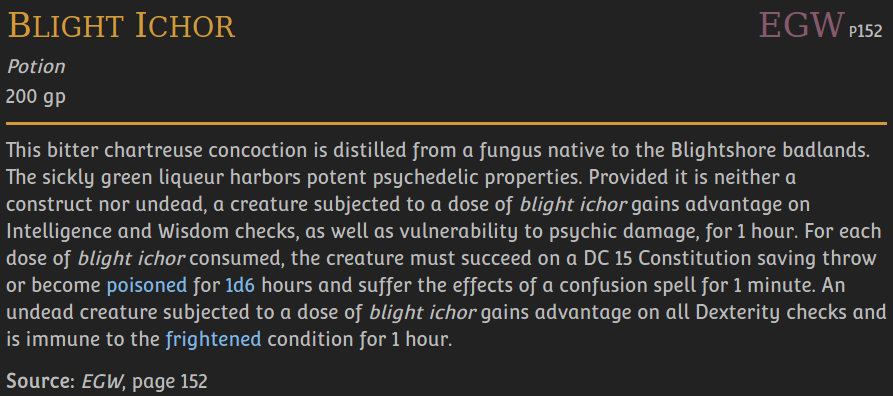 BLIGHT ICHOR
EGW P152
Potion
200 gp
This bitter chartreuse concoction is distilled from a fungus native to the Blightshore badlands.
The sickly green liqueur harbors potent psychedelic properties. Provided it is neither a
construct nor undead, a creature subjected to a dose of blight ichor gains advantage on
Intelligence and Wisdom checks, as well as vulnerability to psychic damage, for 1 hour. For each
dose of blight ichor consumed, the creature must succeed on a DC 15 Constitution saving throw
or become poisoned for 1d6 hours and suffer the effects of a confusion spell for 1 minute. An
undead creature subjected to a dose of blight ichor gains advantage on all Dexterity checks and
is immune to the frightened condition for 1 hour.
Source: EGW, page 152